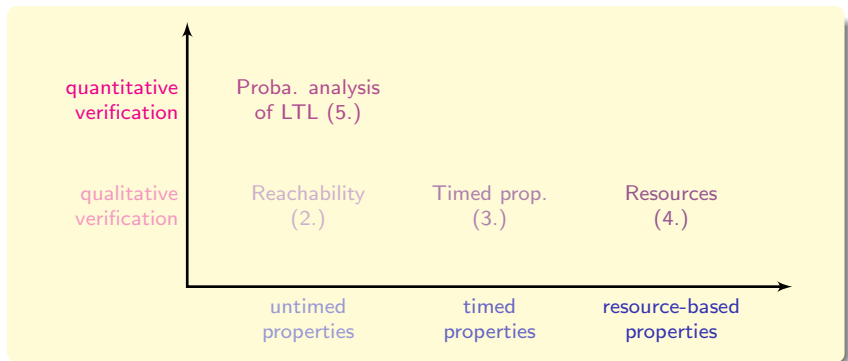 quantitative
verification
Proba. analysis
of LTL (5.)
qualitative
verification
Reachability
(2.)
Timed prop.
(3.)
Resources
(4.)
untimed
properties
timed
properties
resource-based
properties